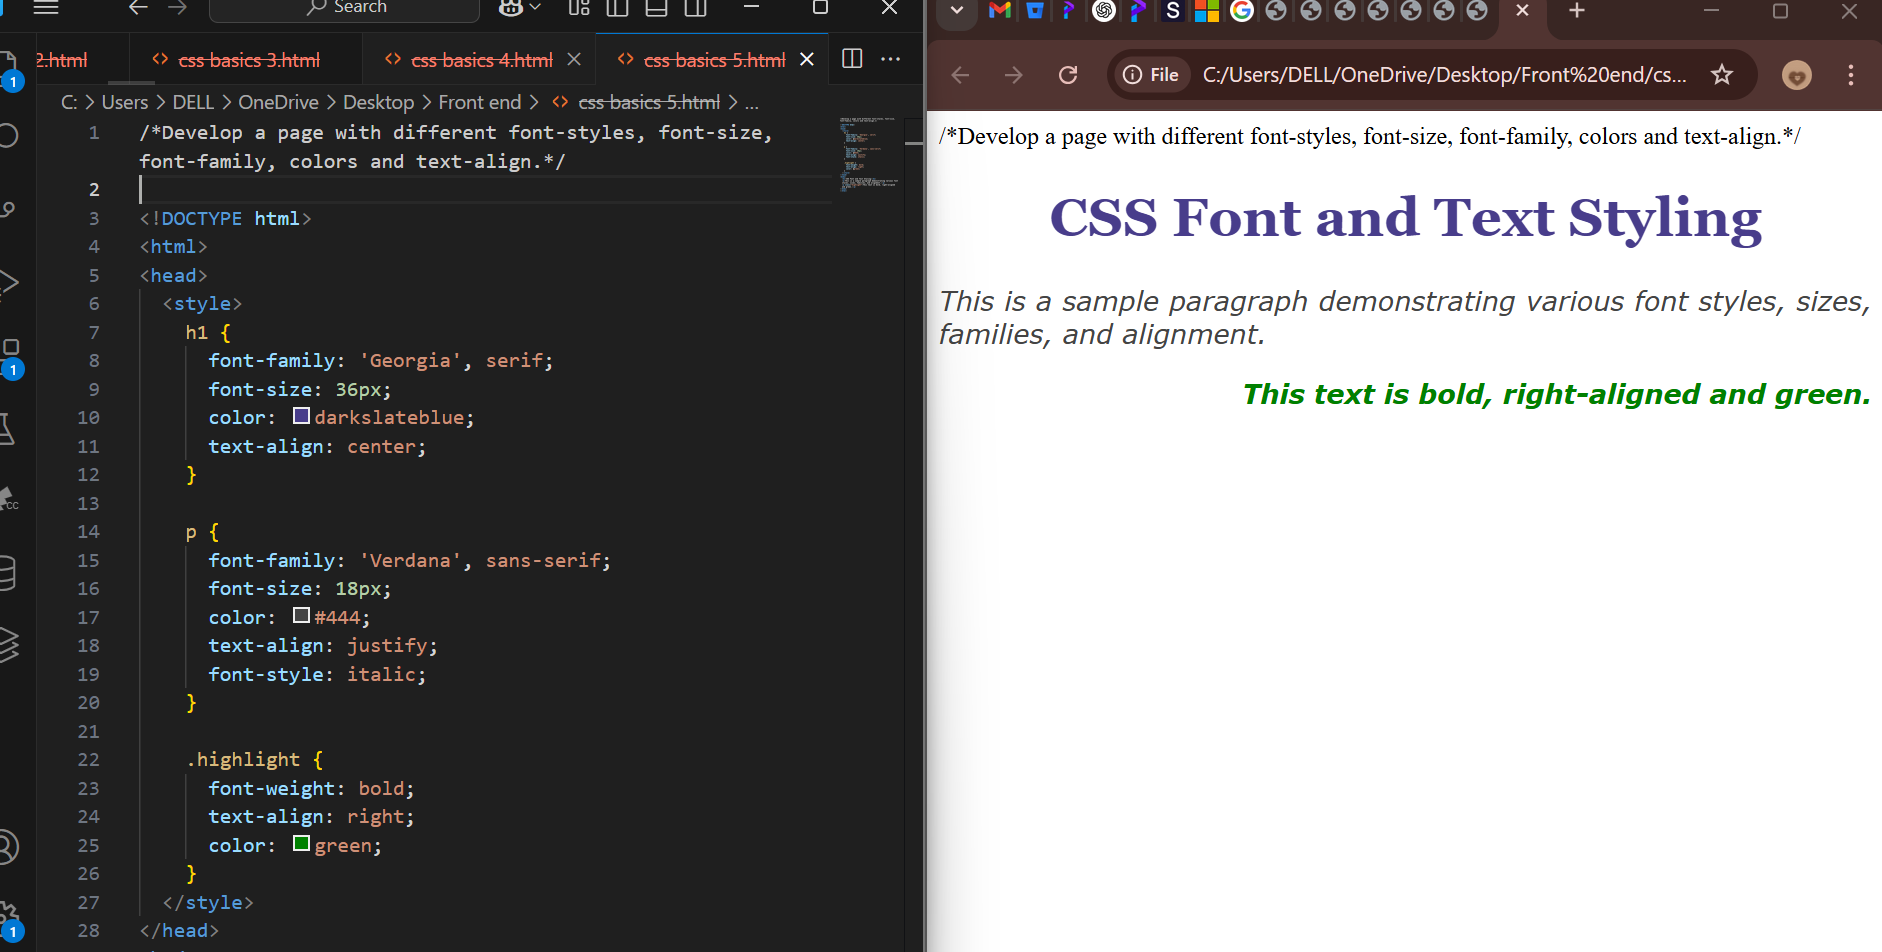 Search
2.html
css basics 3.html
css basics 4.html
css basics 5.html
C: > Users > DELL > OneDrive > Desktop > Front end > <> css basics 5.html > ...
1 /*Develop a page with different font-styles, font-size,
font-family, colors and text-align.*/
2
3 <!DOCTYPE html>
4 <html>
5 <head>
6 <style>
7 h1 {
8 font-family: 'Georgia', serif;
9 font-size: 36px;
10 color: darkslateblue;
11 text-align: center;
12 }
13
14 p {
15 font-family: 'Verdana', sans-serif;
16 font-size: 18px;
17 color: #444;
18 text-align: justify;
19 font-style: italic;
20 }
21
22 .highlight {
23 font-weight: bold;
24 text-align: right;
25 color: green;
26 }
27 </style>
28 </head>
1
1
CC
1
S
File
C:/Users/DELL/OneDrive/Desktop/Front%20end/cs...
/*Develop a page with different font-styles, font-size, font-family, colors and text-align.*/
CSS Font and Text Styling
This is a sample paragraph demonstrating various font styles, sizes,
families, and alignment.
This text is bold, right-aligned and green.